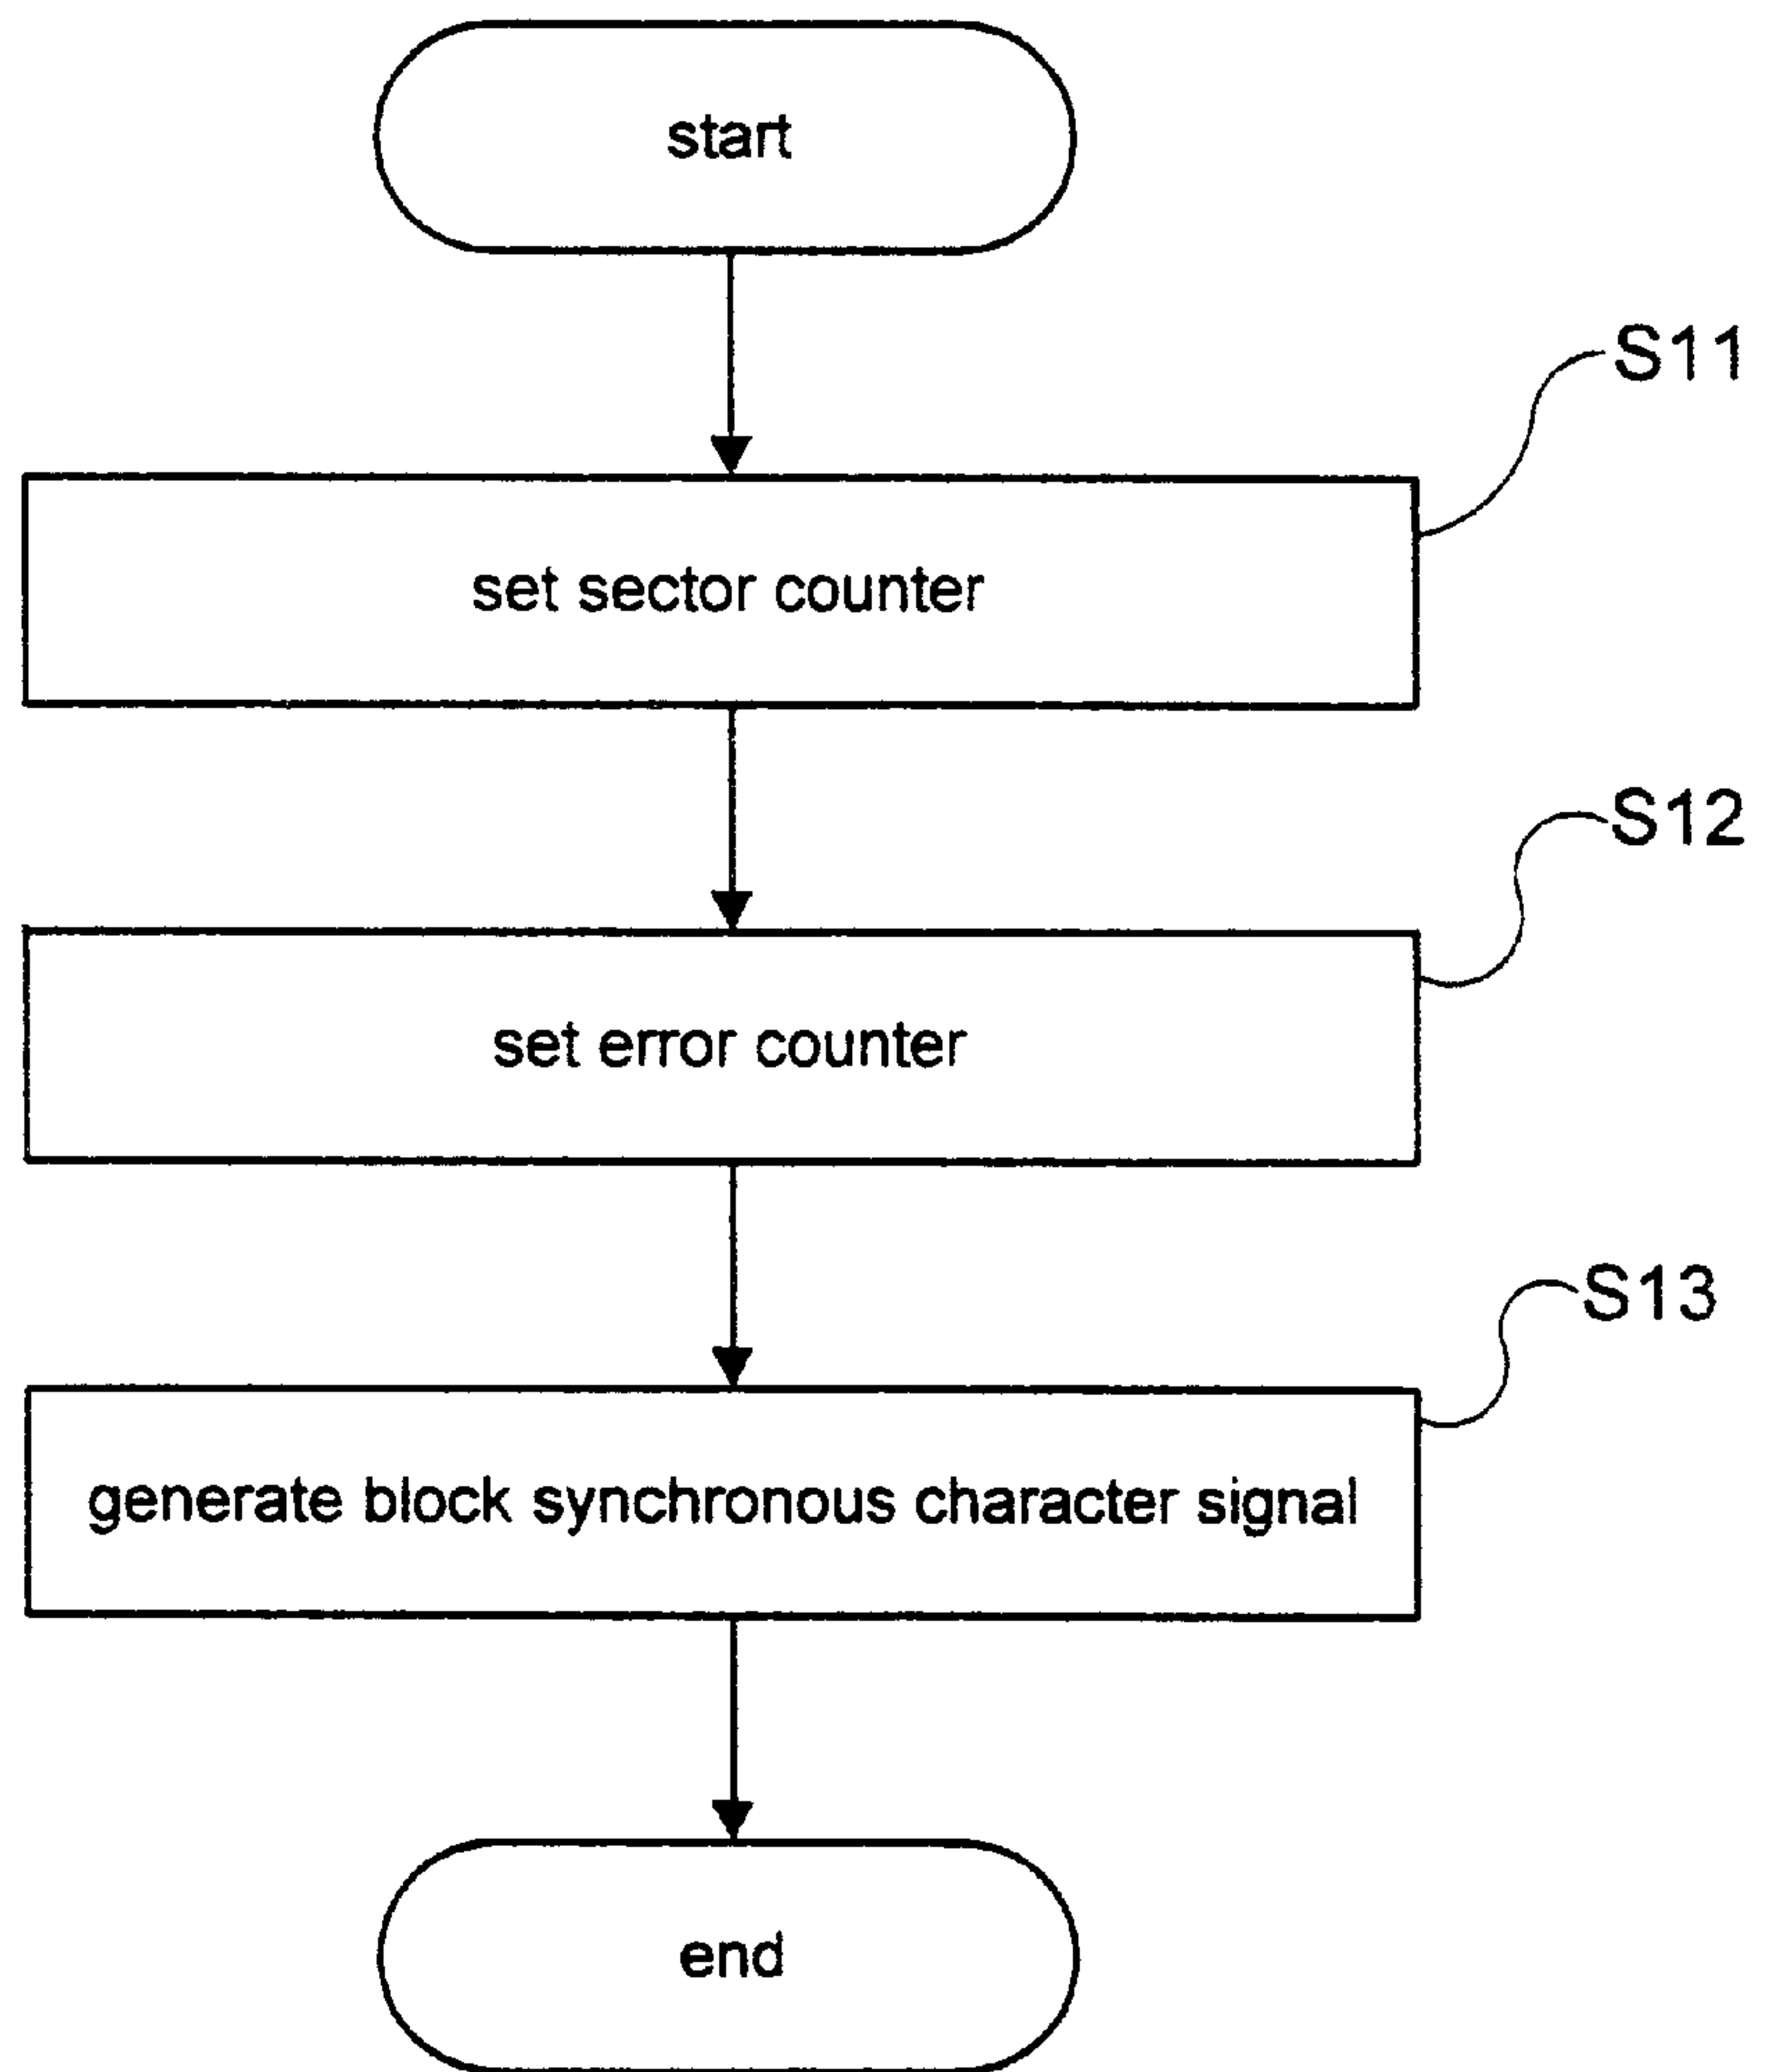 start
S11
set sector counter
S12
set error counter
S13
generate block synchronous character signal
end